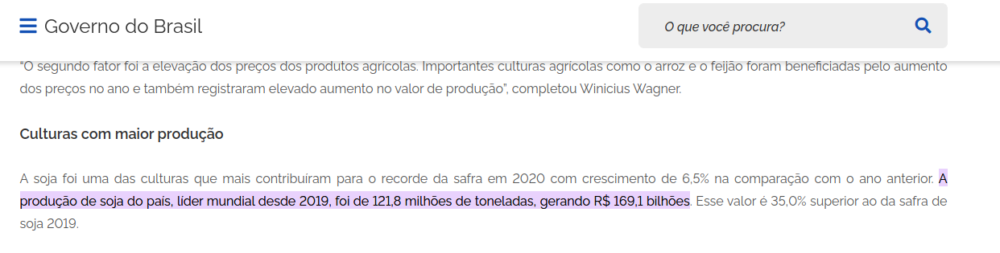 Governo do Brasil
O que você procura?
"O segundo fator foi a elevação dos preços dos produtos agrícolas. Importantes culturas agrícolas como o arroz e o feijão foram beneficiadas pelo aumento
dos preços no ano e também registraram elevado aumento no valor de produção”, completou Winicius Wagner.
Culturas com maior produção
A soja foi uma das culturas que mais contribuíram para o recorde da safra em 2020 com crescimento de 6,5% na comparação com o ano anterior. A
produção de soja do país, líder mundial desde 2019, foi de 121,8 milhões de toneladas, gerando R$ 169,1 bilhões. Esse valor é 35,0% superior ao da safra de
soja 2019.